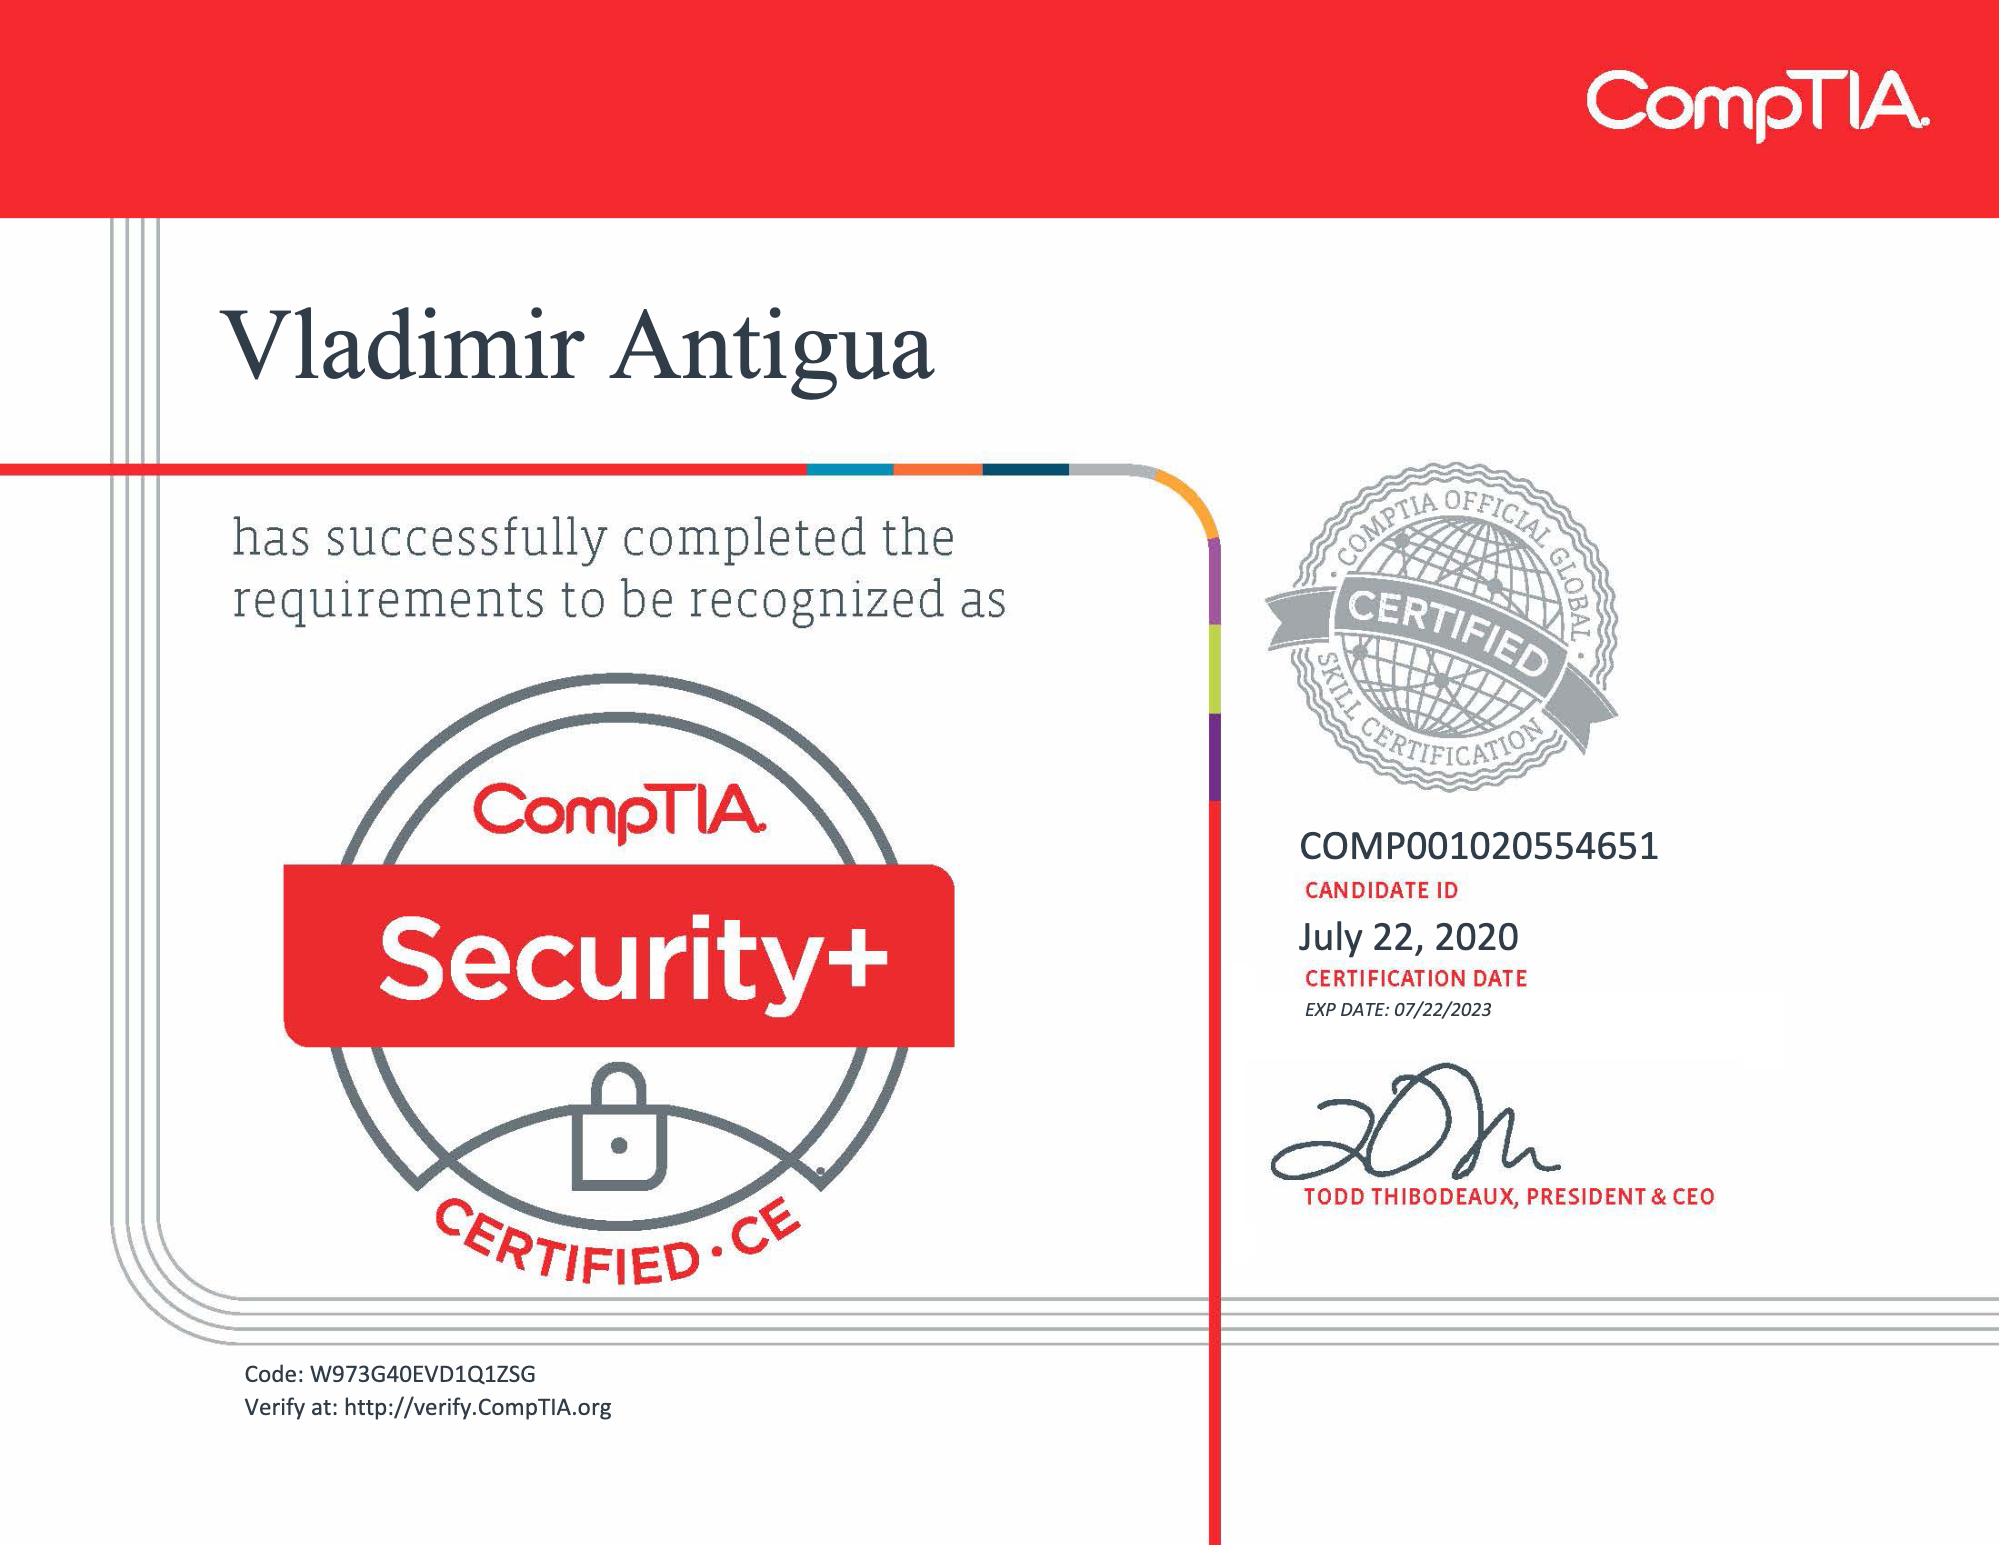 CompTIA.
Vladimir Antigua
has successfully completed the
requirements to be recognized as
COMPTIA OFFICIAL GLOBAL
CERTIFIED
SKILL CERTIFICATION
CompTIA.
Security+
CERTIFIED · CE
COMP001020554651
CANDIDATE ID
July 22, 2020
CERTIFICATION DATE
EXP DATE: 07/22/2023
TODD THIBODEAUX, PRESIDENT & CEO
Code: W973G40EVD1Q1ZSG
Verify at: http://verify.CompTIA.org